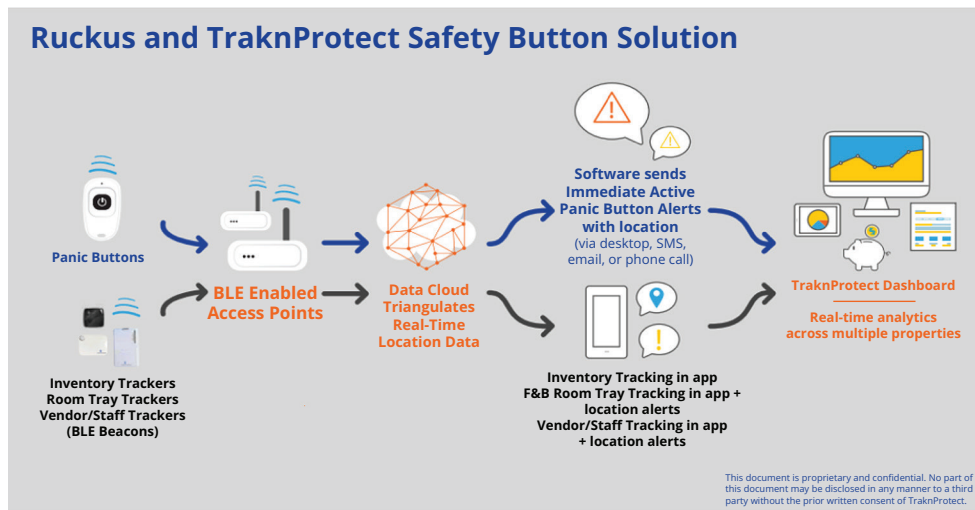 Ruckus and TraknProtect Safety Button Solution
Panic Buttons
Inventory Trackers
Room Tray Trackers
Vendor/Staff Trackers
(BLE Beacons)
BLE Enabled
Access Points
Data Cloud
Triangulates
Real-Time
Location Data
Software sends
Immediate Active
Panic Button Alerts
with location
(via desktop, SMS,
email, or phone call)
Inventory Tracking in app
F&B Room Tray Tracking in app +
location alerts
Vendor/Staff Tracking in app
+ location alerts
TraknProtect Dashboard
Real-time analytics
across multiple properties
This document is proprietary and confidential. No part of
this document may be disclosed in any manner to a third
party without the prior written consent of TraknProtect.